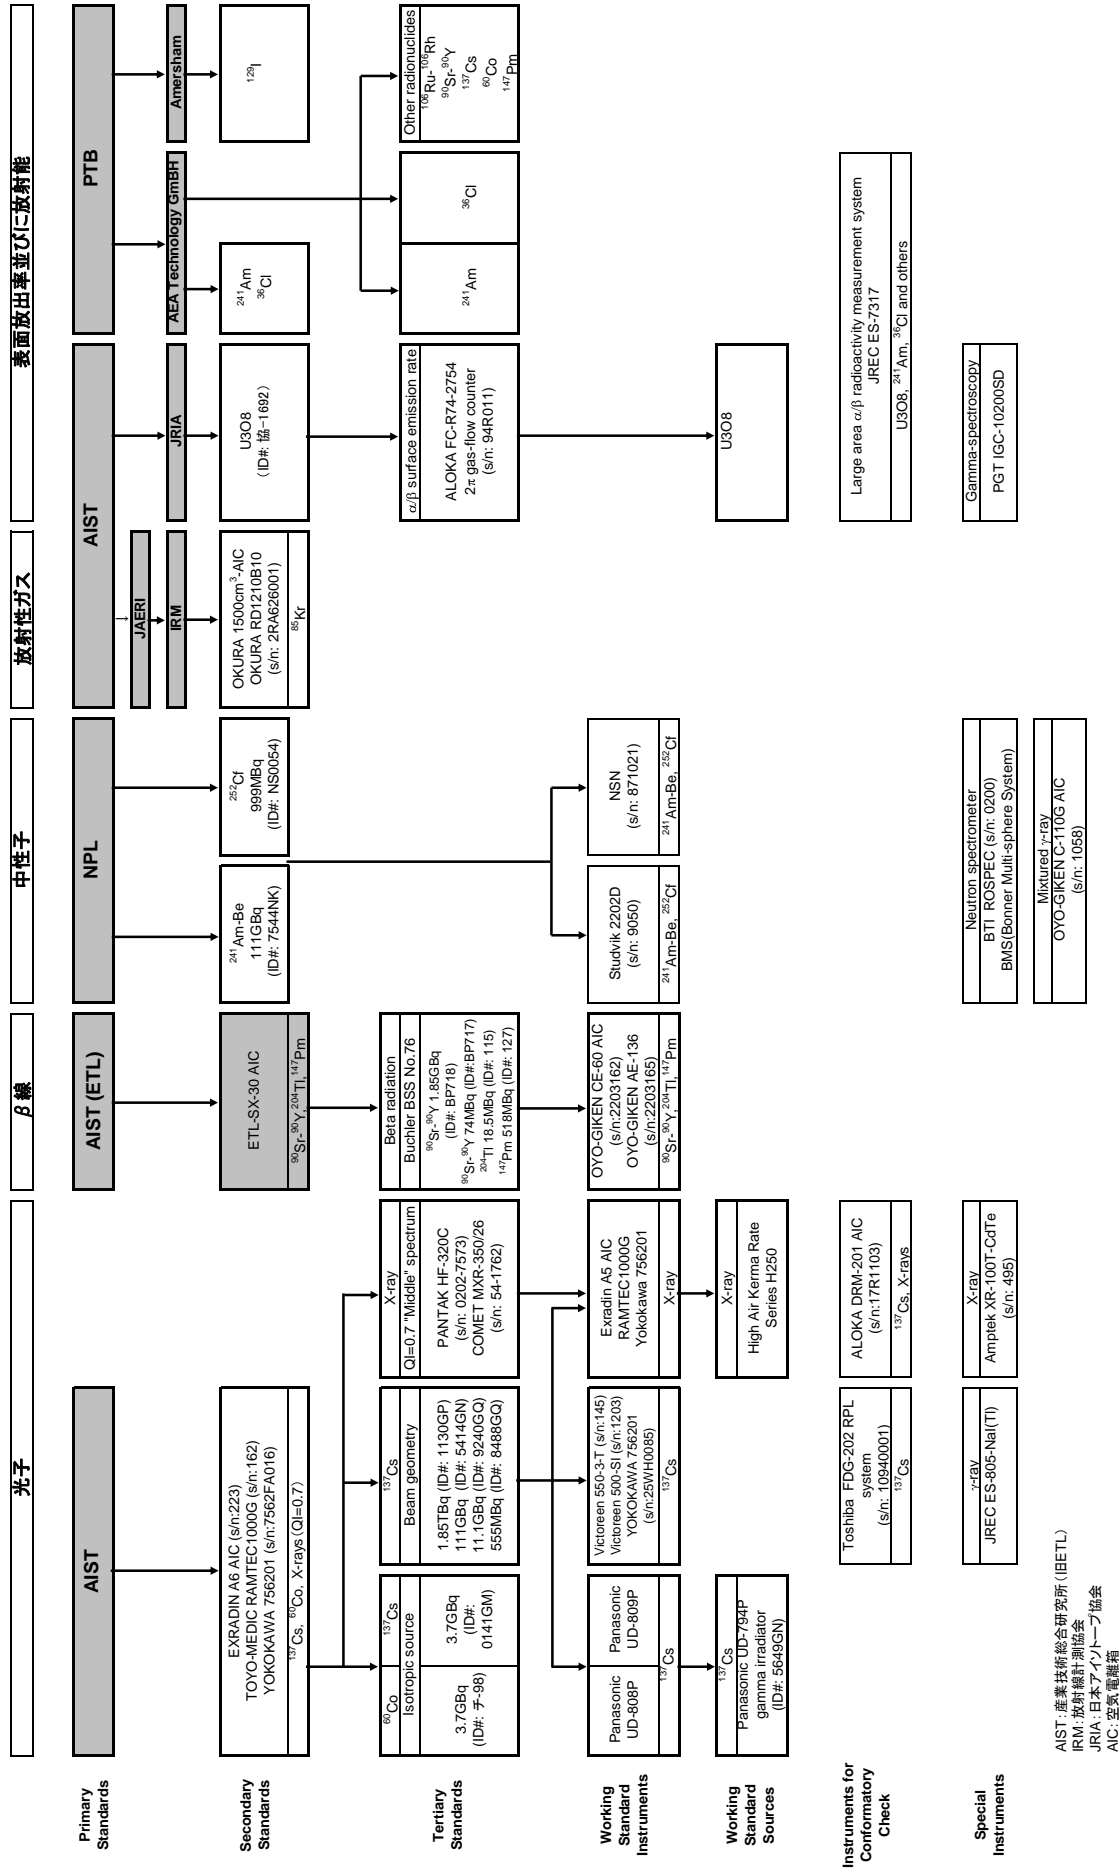 光子
β 線
中性子
放射性ガス
表面放出率並びに放射能
Primary
Standards
AIST
AIST (ETL)
NPL
AIST
PTB
↓
JAERI
IRM
JRIA
AEA Technology GmBH
Amersham
Secondary
Standards
EXRADIN A6 AIC (s/n:223)
TOYO-MEDIC RAMTEC1000G (s/n:162)
YOKOKAWA 756201 (s/n:7562FA016)
137Cs, 60Co, X-rays (QI=0.7)
ETL-SX-30 AIC
90Sr-90Y,204Tl,147Pm
241Am-Be
111GBq
(ID#: 7544NK)
252Cf
999MBq
(ID#: NS0054)
OKURA 1500cm3-AIC
OKURA RD1210B10
(s/n: 2RA626001)
85Kr
U3O8
(ID#: 協−1692)
241Am
36Cl
129I
Tertiary
Standards
60Co
137Cs
Isotropic source
3.7GBq
(ID#: チ-98)
3.7GBq
(ID#:
0141GM)
137Cs
Beam geometry
1.85TBq (ID#: 1130GP)
111GBq (ID#: 5414GN)
11.1GBq (ID#: 9240GQ)
555MBq (ID#: 8488GQ)
X-ray
QI=0.7 "Middle" spectrum
PANTAK HF-320C
(s/n: 0202-7573)
COMET MXR-350/26
(s/n: 54-1762)
Beta radiation
Buchler BSS No.76
90Sr-90Y 1.85GBq
(ID#: BP718)
90Sr-90Y 74MBq (ID#:BP717)
204Tl 18.5MBq (ID#: 115)
147Pm 518MBq (ID#: 127)
α/β surface emission rate
ALOKA FC-R74-2754
2π gas-flow counter
(s/n: 94R011)
241Am
36Cl
Other radionuclides
106Ru-106Rh
90Sr-90Y
137Cs
60Co
147Pm
Working
Standard
Instruments
Panasonic
UD-808P
Panasonic
UD-809P
137Cs
Victoreen 550-3-T (s/n:145)
Victoreen 500-SI (s/n:1203)
YOKOKAWA 756201
(s/n:25WH0085)
137Cs
Exradin A5 AIC
RAMTEC1000G
Yokokawa 756201
X-ray
OYO-GIKEN CE-60 AIC
(s/n:2203162)
OYO-GIKEN AE-136
(s/n:2203165)
90Sr-90Y,204Tl,147Pm
Studvik 2202D
(s/n: 9050)
241Am-Be, 252Cf
NSN
(s/n: 871021)
241Am-Be, 252Cf
Working
Standard
Sources
137Cs
Panasonic UD-794P
gamma irradiator
(ID#: 5649GN)
X-ray
High Air Kerma Rate
Series H250
U3O8
Instruments for
Conformatory
Check
Toshiba FDG-202 RPL
system
(s/n: 10940001)
137Cs
ALOKA DRM-201 AIC
(s/n:17R1103)
137Cs, X-rays
Large area α/β radioactivity measurement system
JREC ES-7317
U3O8, 241Am, 36Cl and others
Special
Instruments
γ-ray
JREC ES-805-NaI(Tl)
X-ray
Amptek XR-100T-CdTe
(s/n: 495)
Neutron spectrometer
BTI ROSPEC (s/n: 0200)
BMS(Bonner Multi-sphere System)
Mixtured γ-ray
OYO-GIKEN C-110G AIC
(s/n: 1058)
Gamma-spectroscopy
PGT IGC-10200SD
AIST:産業技術総合研究所(旧ETL)
IRM:放射線計測協会
JRIA:日本アイソトープ協会
AIC: 空気電離箱